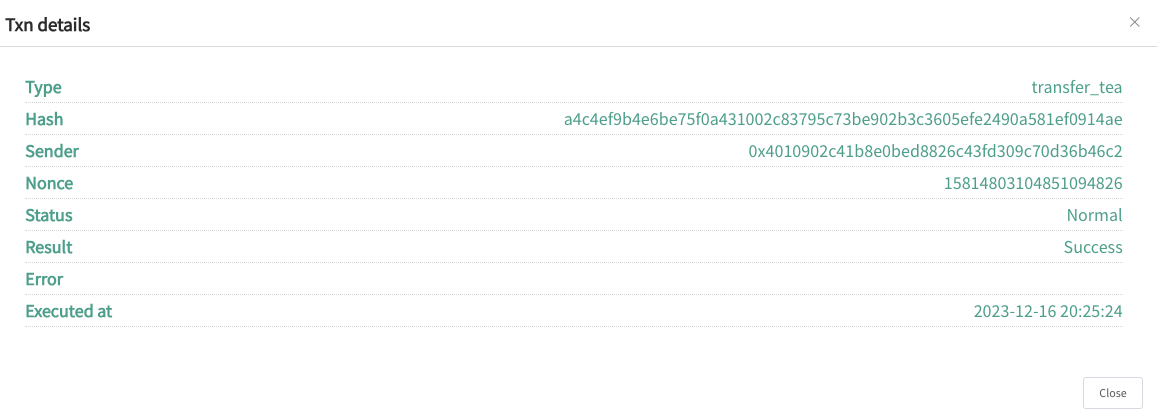 Txn details
Type transfer_tea
Hash a4c4ef9b4e6be75f0a431002c83795c73be902b3c3605efe2490a581ef0914ae
Sender 0x4010902c41b8e0bed8826c43fd309c70d36b46c2
Nonce 15814803104851094826
Status Normal
Result Success
Error
Executed at 2023-12-16 20:25:24
Close